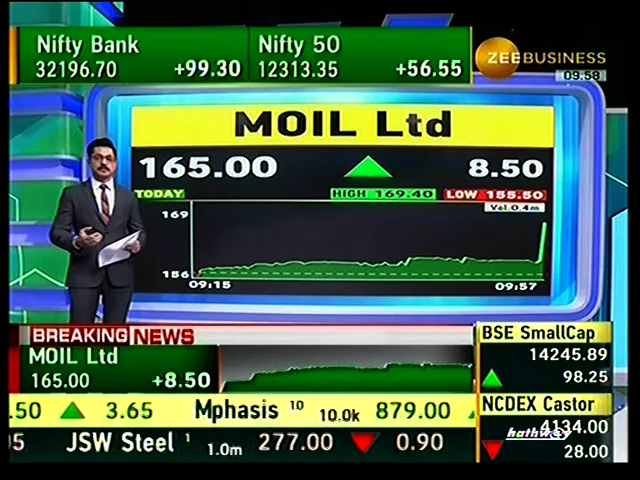 Nifty Bank
32196.70 +99.30
Nifty 50
12313.35 +56.55
ZEEBUSINESS
09:58
MOIL Ltd
165.00 8.50
TODAY HIGH 169.40 LOW 155.50
Vol 0.4m
169
156
09:15 09:57
BREAKING NEWS
MOIL Ltd
165.00 +8.50
BSE SmallCap
14245.89
98.25
.50 3.65 Mphasis 10 10.0k 879.00
NCDEX Castor
4134.00
hathway
28.00
JSW Steel 1 1.0m 277.00 0.90